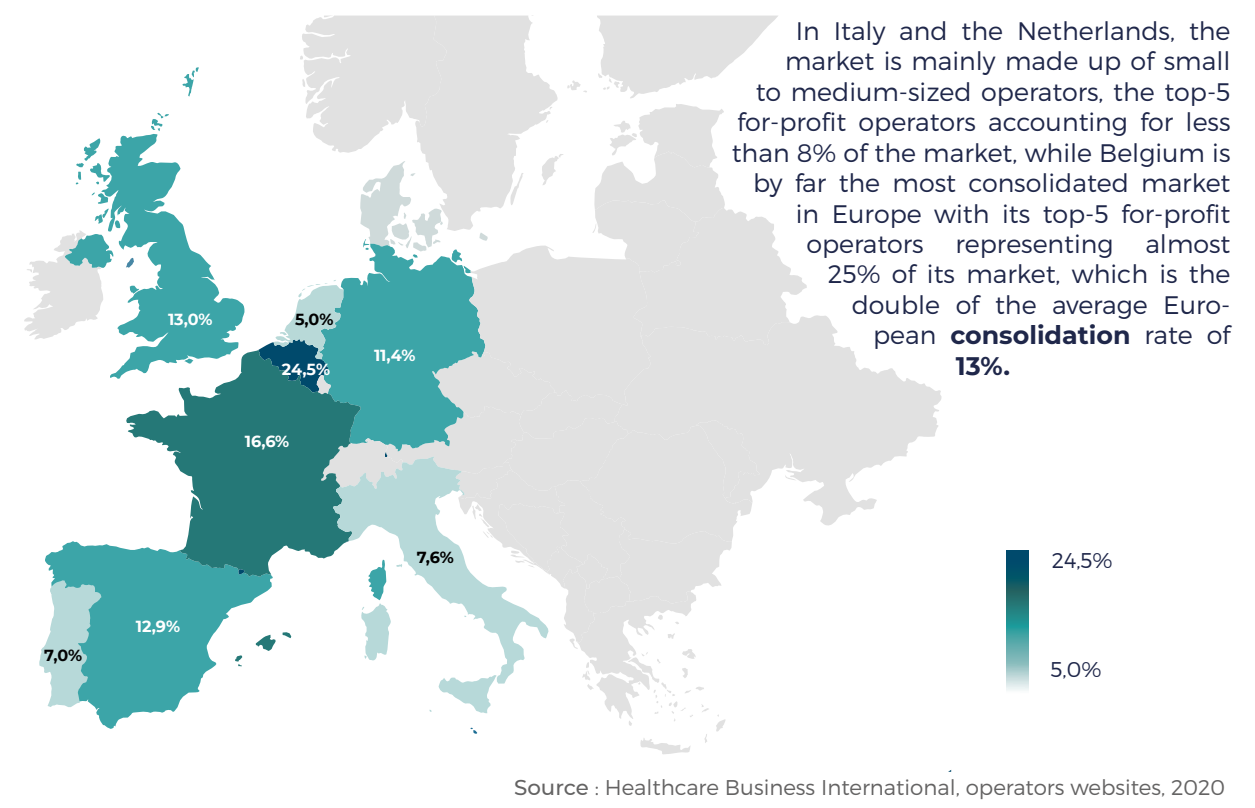 In Italy and the Netherlands, the
market is mainly made up of small
to medium-sized operators, the top-5
for-profit operators accounting for less
than 8% of the market, while Belgium is
by far the most consolidated market
in Europe with its top-5 for-profit
operators representing almost
25% of its market, which is the
double of the average Euro-
pean consolidation rate of
13%.
13,0%
5,0%
11,4%
24,5%
16,6%
7,6%
12,9%
7,0%
24,5%
5,0%
Source : Healthcare Business International, operators websites, 2020